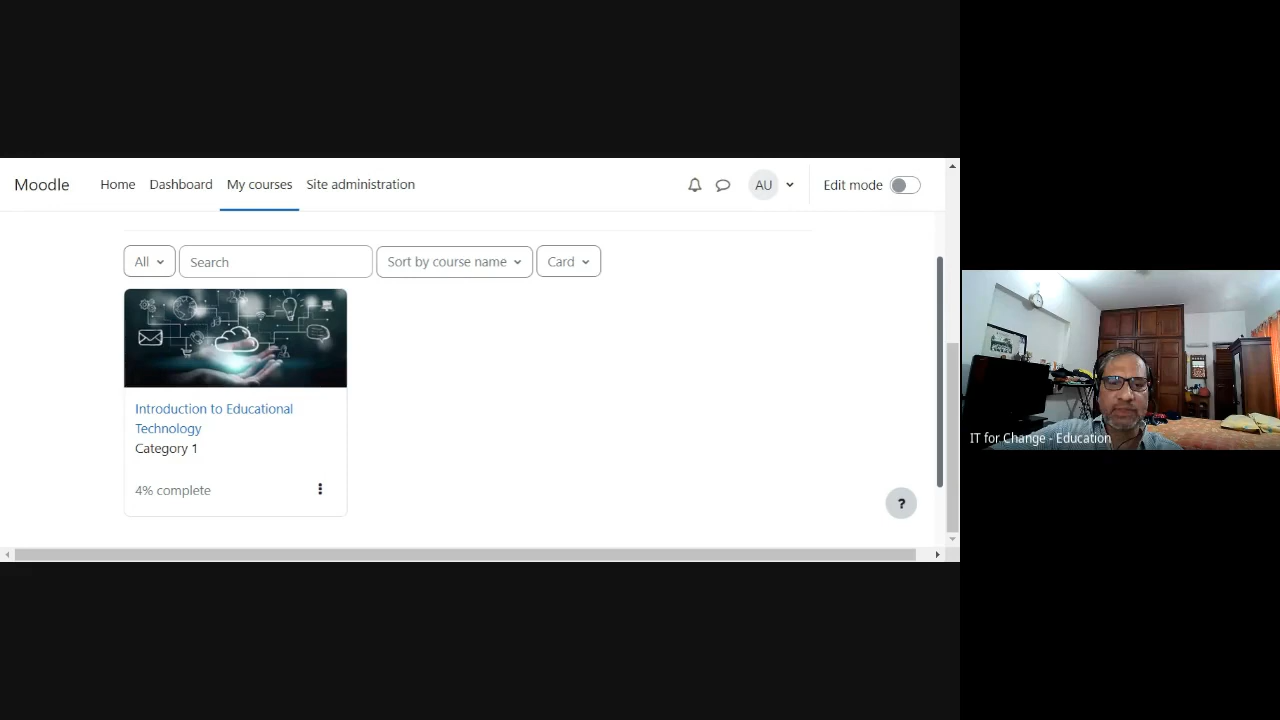 Moodle Home Dashboard My courses Site administration AU Edit mode
All Search Sort by course name Card
Introduction to Educational
Technology
Category 1
4% complete
?
IT for Change - Education